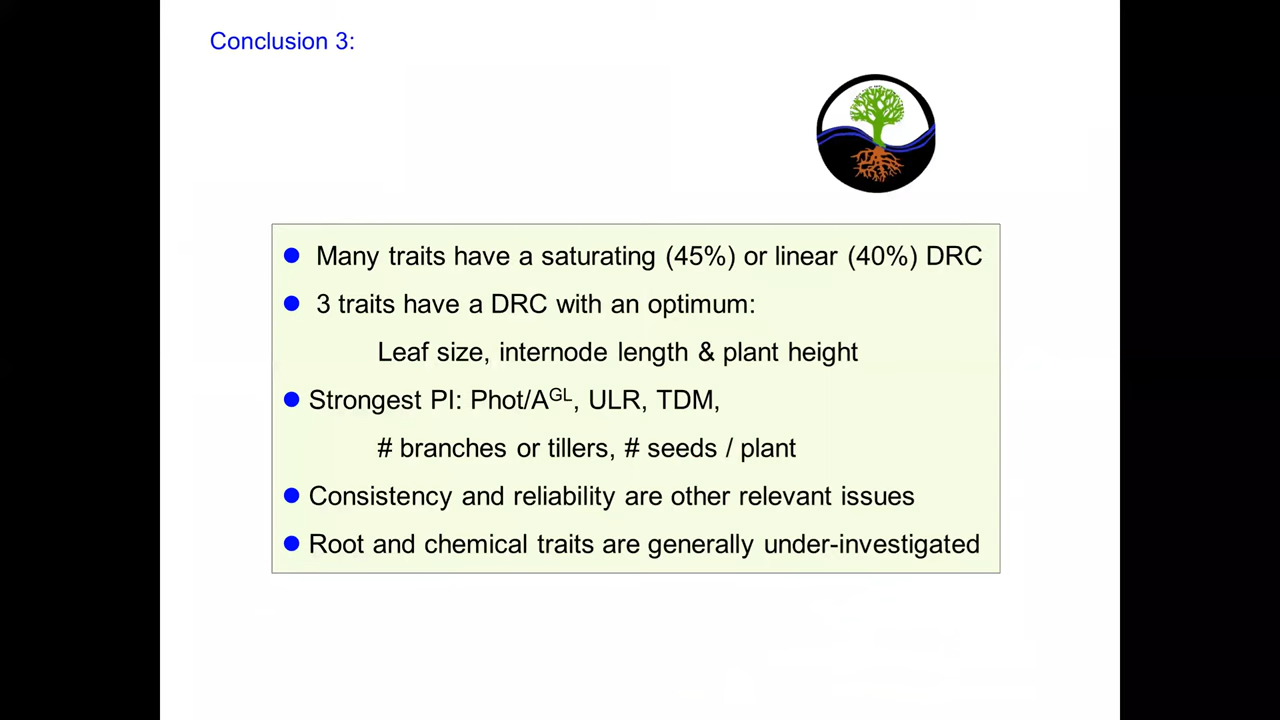 Conclusion 3:
● Many traits have a saturating (45%) or linear (40%) DRC
● 3 traits have a DRC with an optimum:
Leaf size, internode length & plant height
● Strongest PI: Phot/A^GL, ULR, TDM,
# branches or tillers, # seeds / plant
● Consistency and reliability are other relevant issues
● Root and chemical traits are generally under-investigated